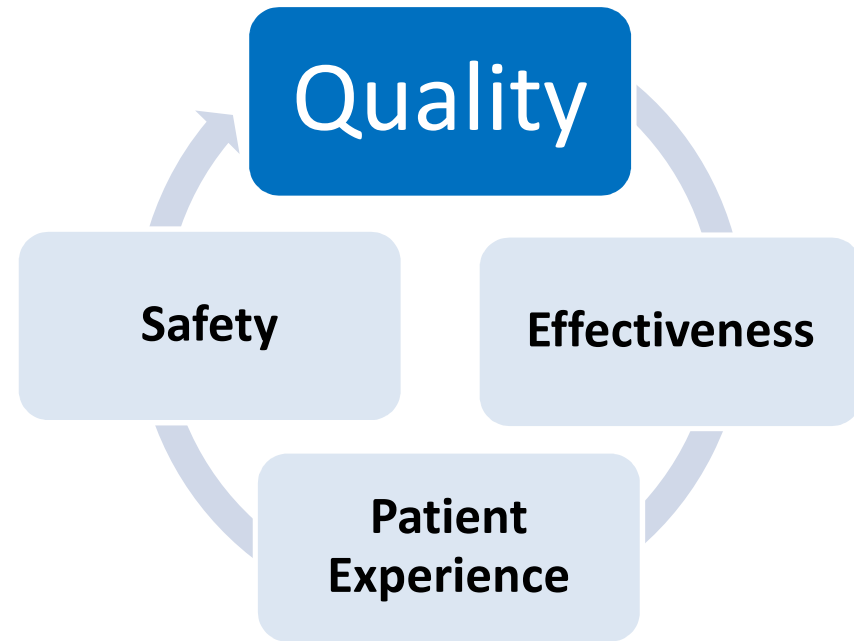 Quality
Safety
Effectiveness
Patient
Experience